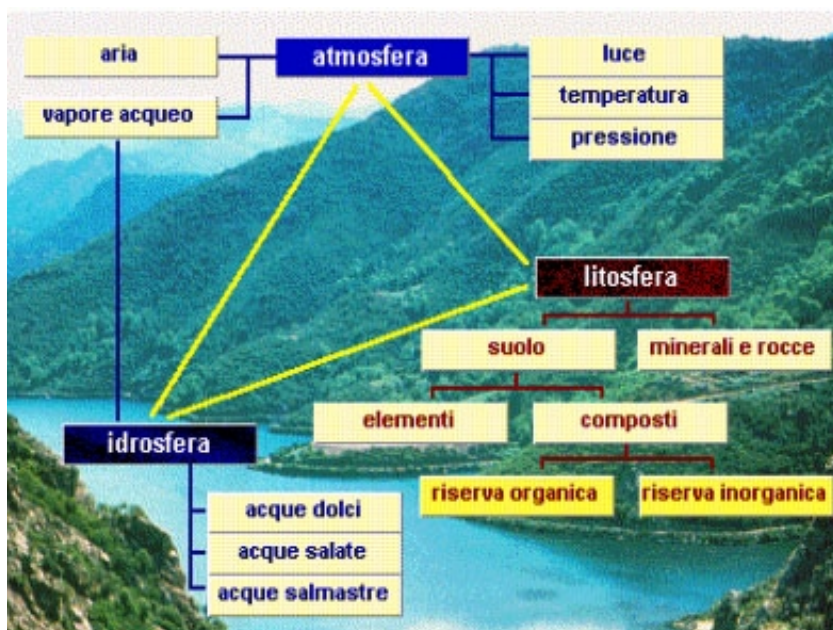 aria
atmosfera
luce
vapore acqueo
temperatura
pressione
litosfera
suolo
minerali e rocce
elementi
composti
idrosfera
riserva organica
riserva inorganica
acque dolci
acque salate
acque salmastre